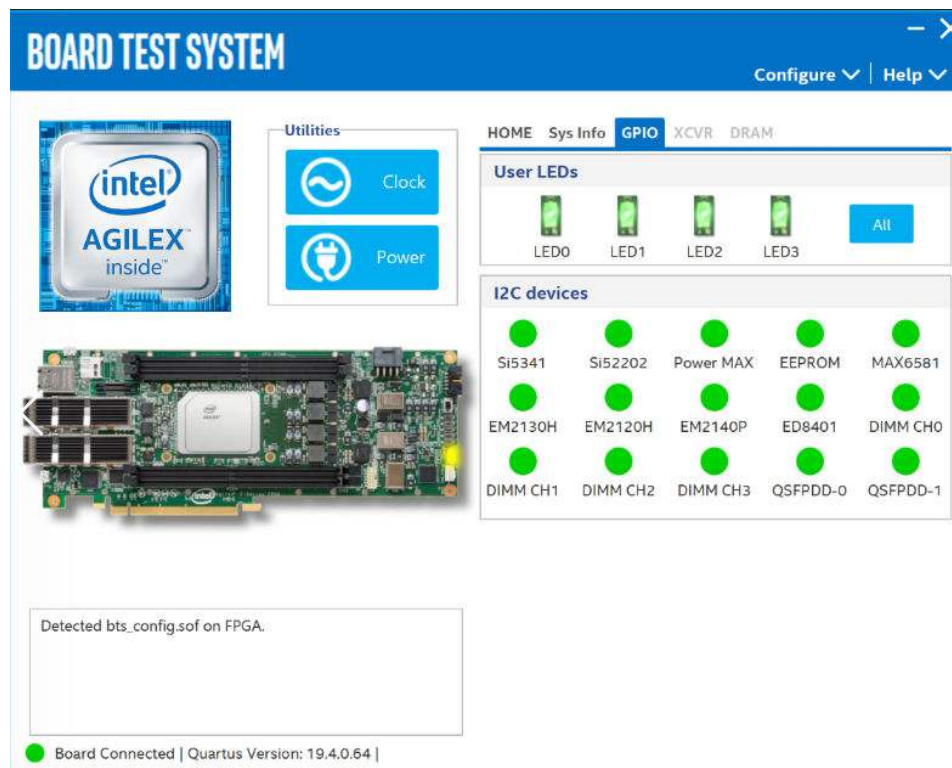 BOARD TEST SYSTEM
Configure | Help
intel
AGILEX
inside™
Utilities
Clock
Power
HOME Sys Info GPIO XCVR DRAM
User LEDs
LED0 LED1 LED2 LED3 All
I2C devices
Si5341 Si52202 Power MAX EEPROM MAX6581
EM2130H EM2120H EM2140P ED8401 DIMM CH0
DIMM CH1 DIMM CH2 DIMM CH3 QSFPDD-0 QSFPDD-1
intel
Detected bts_config.sof on FPGA.
Board Connected | Quartus Version: 19.4.0.64 |